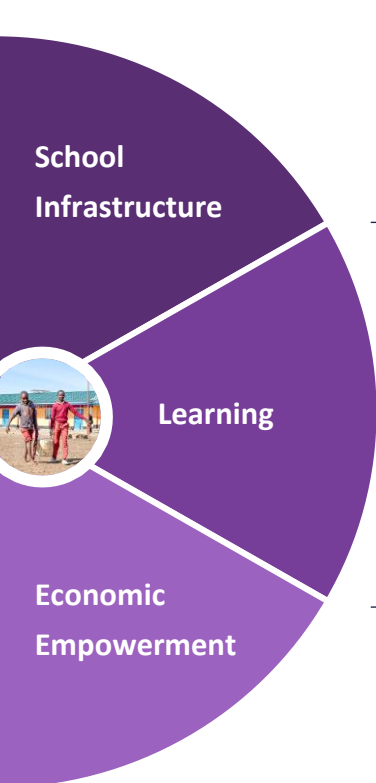 School
Infrastructure
Learning
Economic
Empowerment